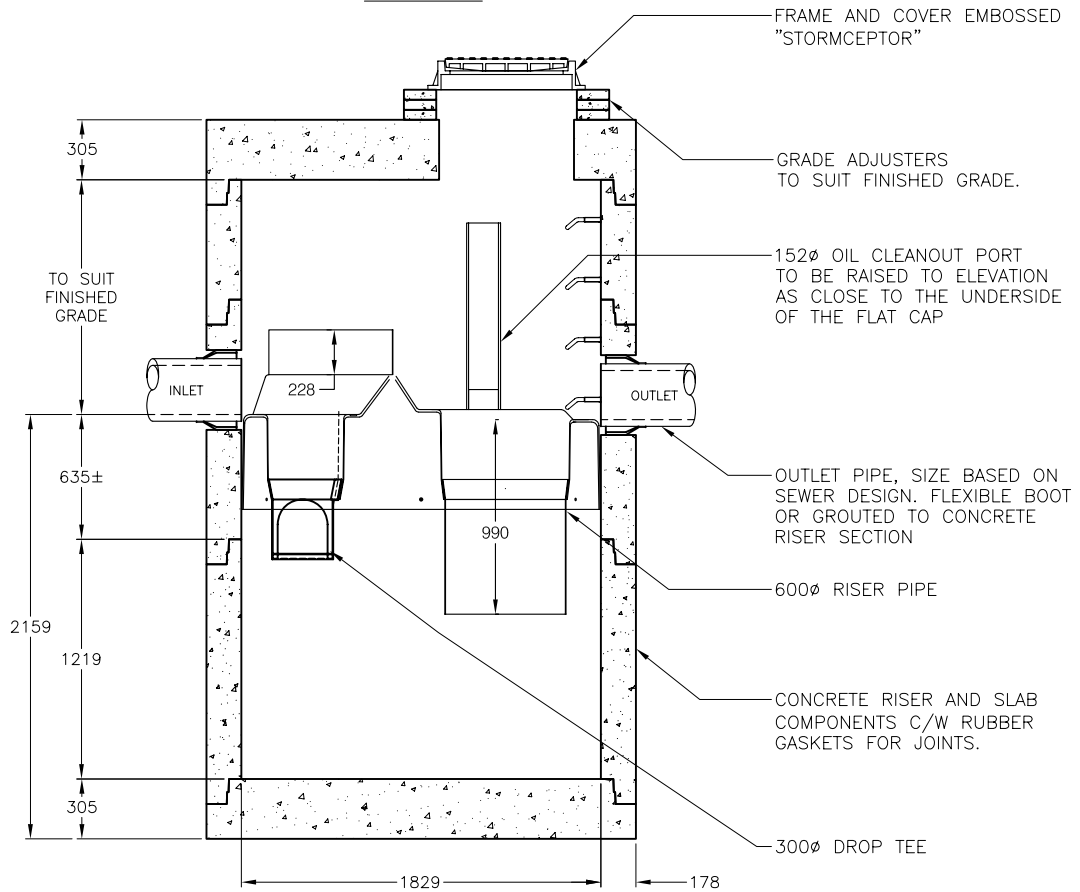 FRAME AND COVER EMBOSSED
"STORMCEPTOR"
305
GRADE ADJUSTERS
TO SUIT FINISHED GRADE.
152ø OIL CLEANOUT PORT
TO BE RAISED TO ELEVATION
AS CLOSE TO THE UNDERSIDE
OF THE FLAT CAP
TO SUIT
FINISHED
GRADE
INLET
228
OUTLET
635±
OUTLET PIPE, SIZE BASED ON
SEWER DESIGN. FLEXIBLE BOOT
OR GROUTED TO CONCRETE
RISER SECTION
990
600ø RISER PIPE
2159
1219
CONCRETE RISER AND SLAB
COMPONENTS C/W RUBBER
GASKETS FOR JOINTS.
305
300ø DROP TEE
1829
178